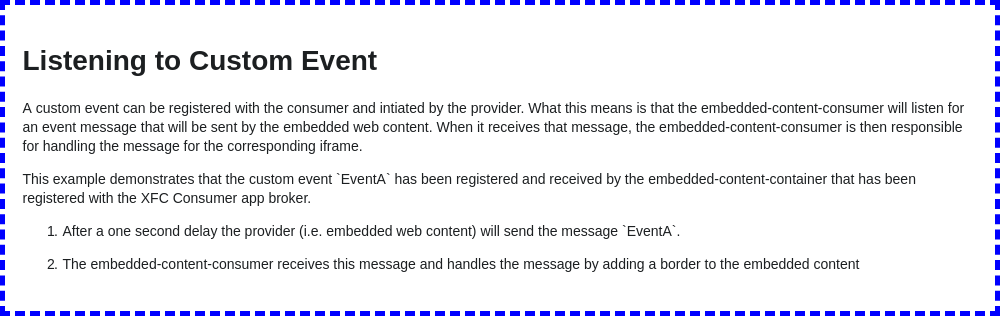 Listening to Custom Event
A custom event can be registered with the consumer and intiated by the provider. What this means is that the embedded-content-consumer will listen for
an event message that will be sent by the embedded web content. When it receives that message, the embedded-content-consumer is then responsible
for handling the message for the corresponding iframe.
This example demonstrates that the custom event `EventA` has been registered and received by the embedded-content-container that has been
registered with the XFC Consumer app broker.
1. After a one second delay the provider (i.e. embedded web content) will send the message `EventA`.
2. The embedded-content-consumer receives this message and handles the message by adding a border to the embedded content